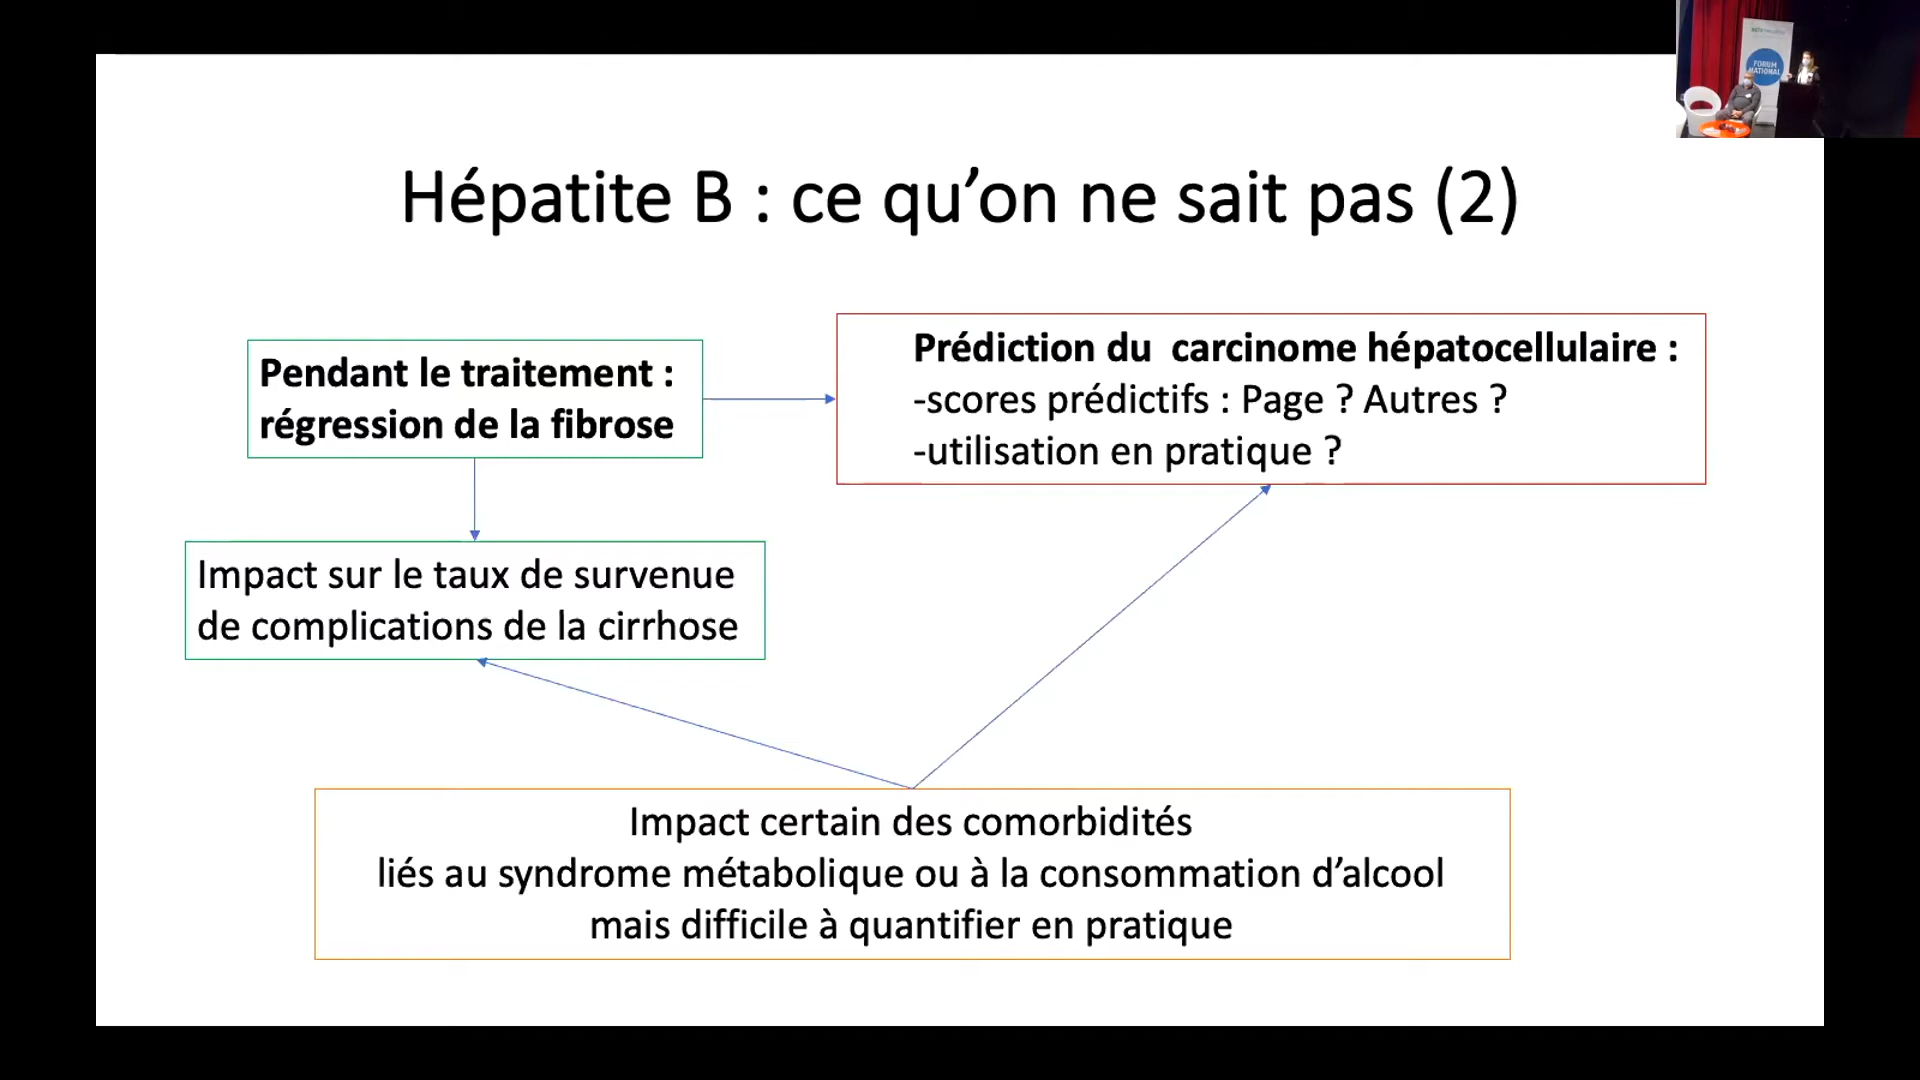 FORUM
NATIONAL
Hépatite B : ce qu’on ne sait pas (2)
Pendant le traitement :
régression de la fibrose
Prédiction du  carcinome hépatocellulaire :
-scores prédictifs : Page ? Autres ?
-utilisation en pratique ?
Impact sur le taux de survenue
de complications de la cirrhose
Impact certain des comorbidités
liés au syndrome métabolique ou à la consommation d’alcool
mais difficile à quantifier en pratique